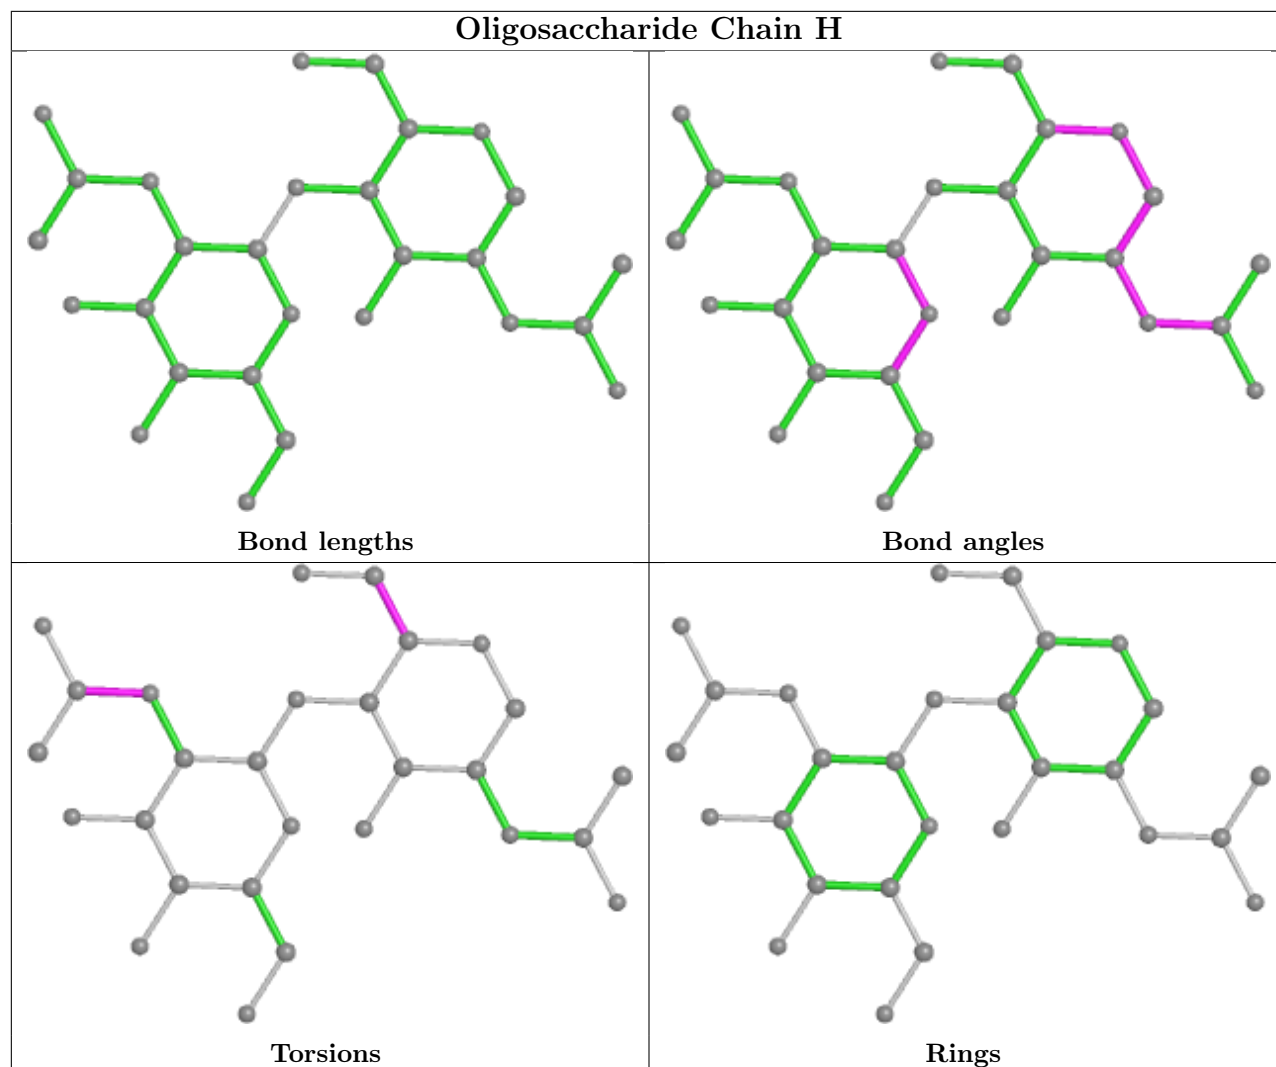 Oligosaccharide Chain H
Bond lengths
Bond angles
Torsions
Rings